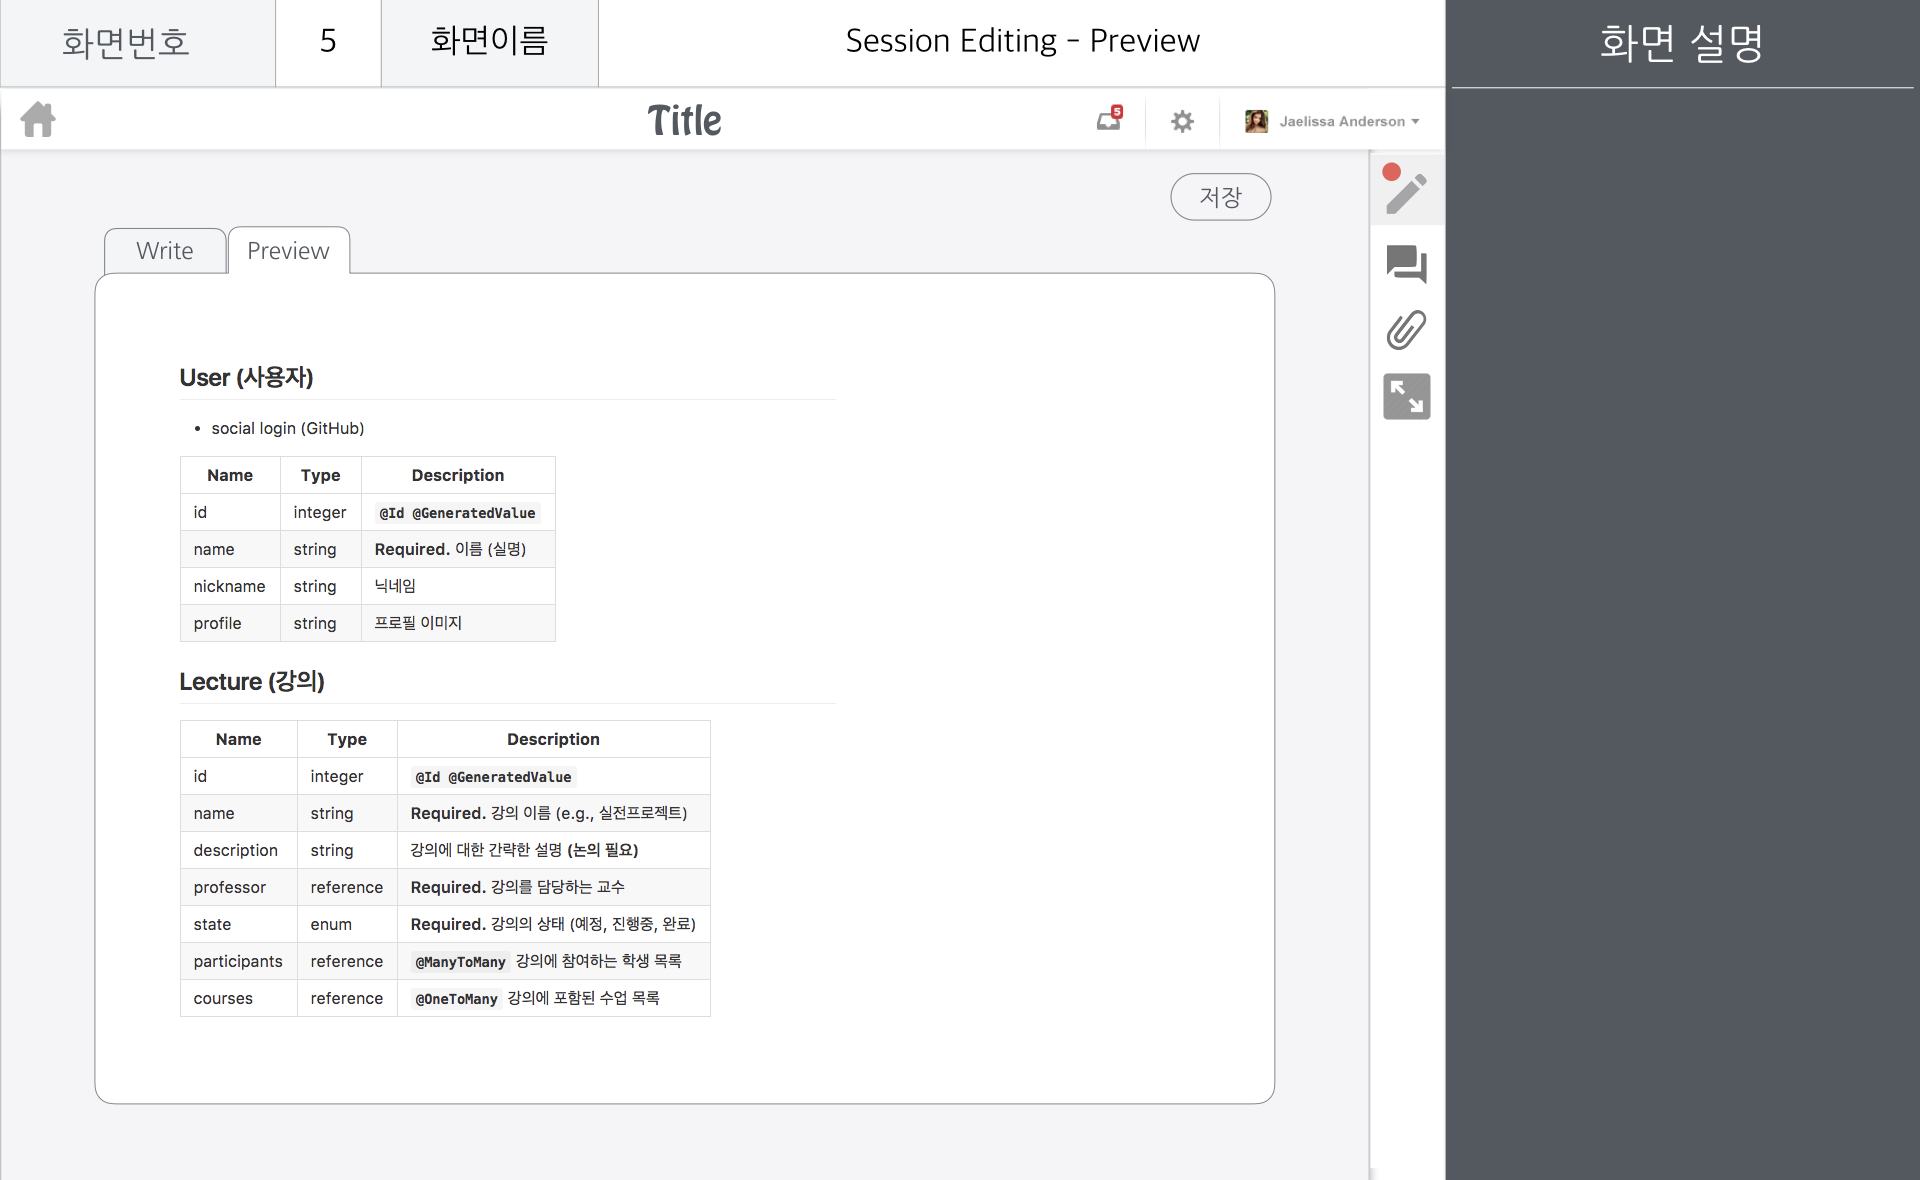 화면번호 5 화면이름 Session Editing - Preview 화면 설명
Title 5 Jaelissa Anderson
저장
Write Preview
User (사용자)
• social login (GitHub)
Name Type Description
id integer @Id @GeneratedValue
name string Required. 이름 (실명)
nickname string 닉네임
profile string 프로필 이미지
Lecture (강의)
Name Type Description
id integer @Id @GeneratedValue
name string Required. 강의 이름 (e.g., 실전프로젝트)
description string 강의에 대한 간략한 설명 (논의 필요)
professor reference Required. 강의를 담당하는 교수
state enum Required. 강의의 상태 (예정, 진행중, 완료)
participants reference @ManyToMany 강의에 참여하는 학생 목록
courses reference @OneToMany 강의에 포함된 수업 목록